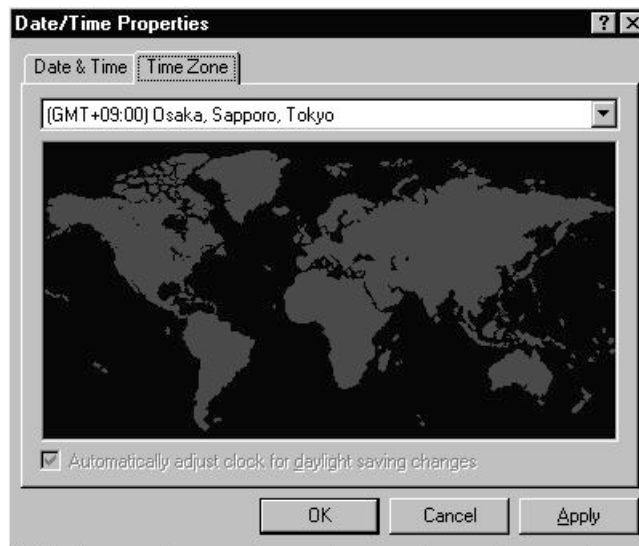 Date/Time Properties
Date & Time Time Zone
(GMT+09:00) Osaka, Sapporo, Tokyo
Automatically adjust clock for daylight saving changes
OK Cancel Apply